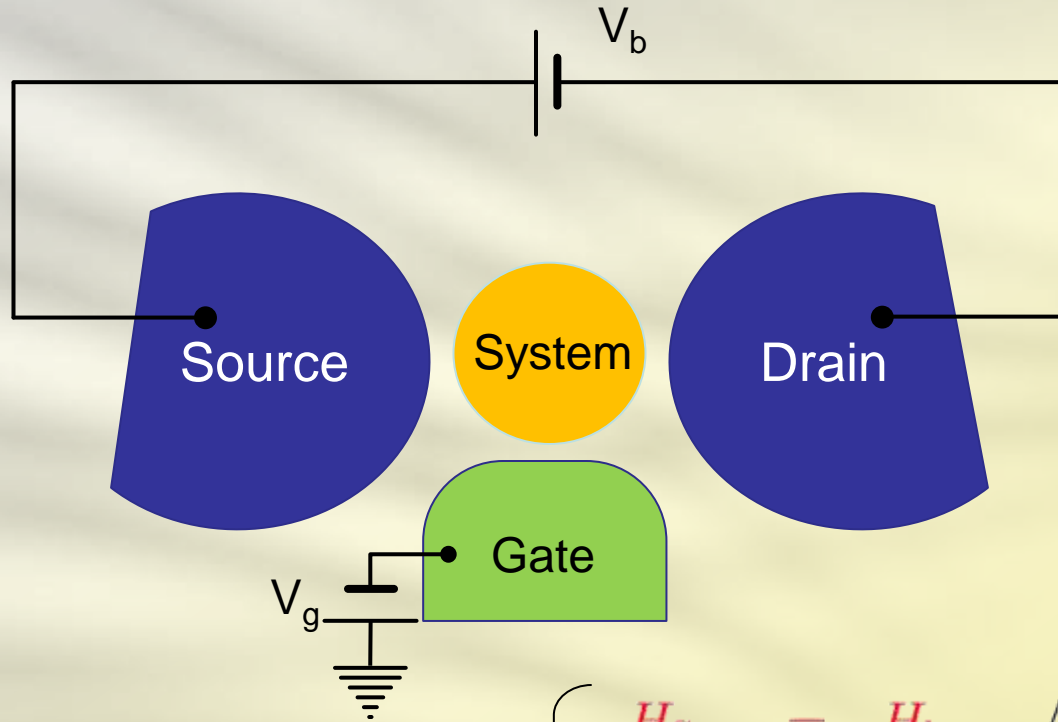 V_b
Source
System
Drain
Gate
V_g